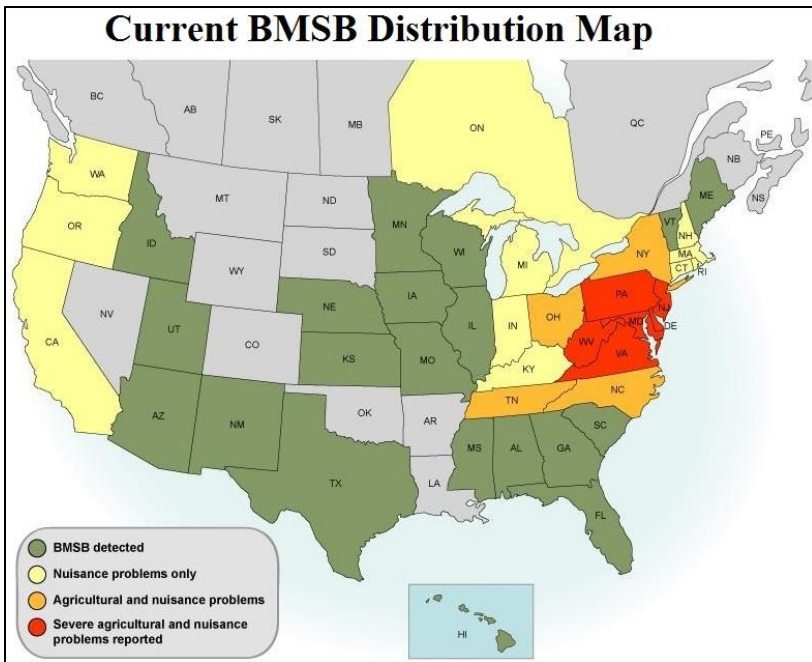 Current BMSB Distribution Map
BC
AB
SK
MB
ON
QC
PE
NB
NS
WA
MT
ND
MN
ME
VT
NH
OR
ID
SD
WI
MI
NY
MA
CT
RI
WY
NE
IA
PA
NJ
NV
UT
CO
IL
IN
OH
MD
DE
WV
VA
CA
KS
MO
KY
AZ
NM
OK
AR
TN
NC
SC
TX
LA
MS
AL
GA
FL
BMSB detected
Nuisance problems only
Agricultural and nuisance problems
Severe agricultural and nuisance
problems reported
HI